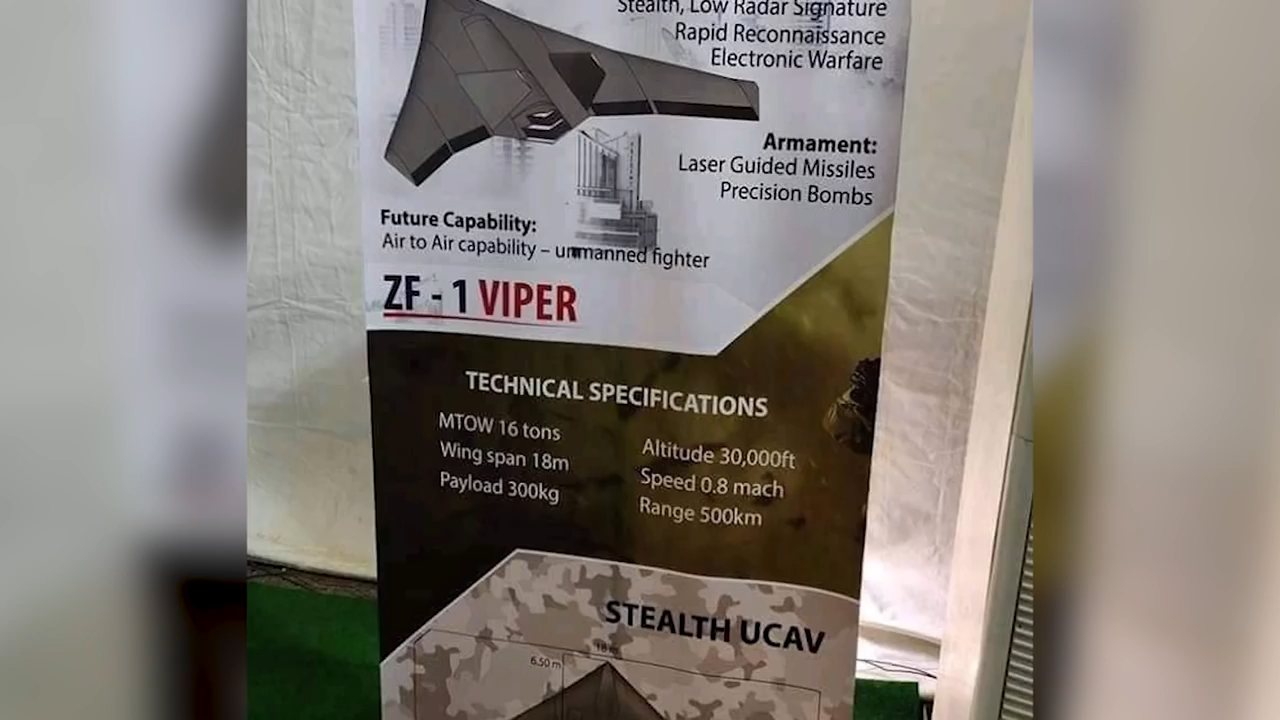 Stealth, Low Radar Signature
Rapid Reconnaissance
Electronic Warfare
Armament:
Laser Guided Missiles
Precision Bombs
Future Capability:
Air to Air capability – unmanned fighter
ZF - 1 VIPER
TECHNICAL SPECIFICATIONS
MTOW 16 tons
Wing span 18m
Payload 300kg
Altitude 30,000ft
Speed 0.8 mach
Range 500km
STEALTH UCAV
6.50 m